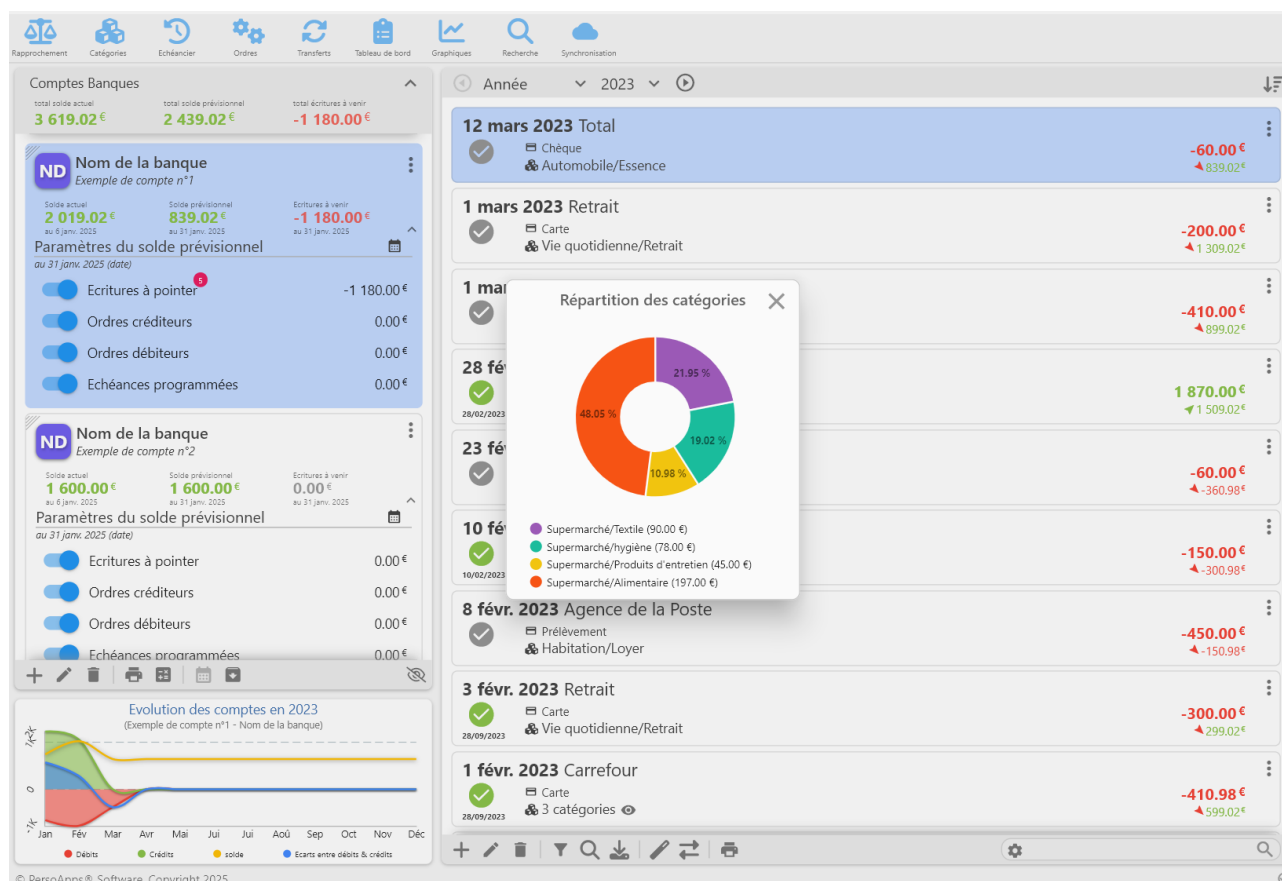 Rapprochement Catégories Echéancier Ordres Transferts Tableau de bord Graphiques Recherche Synchronisation
Comptes Banques
total solde actuel total solde prévisionnel total écritures à venir
3 619.02 € 2 439.02 € -1 180.00 €
ND
Nom de la banque
Exemple de compte n°1
Solde actuel Solde prévisionnel Ecritures à venir
2 019.02 € 839.02 € -1 180.00 €
au 6 janv. 2025 au 31 janv. 2025 au 31 janv. 2025
Paramètres du solde prévisionnel
au 31 janv. 2025 (date)
Ecritures à pointer 5 -1 180.00 €
Ordres créditeurs 0.00 €
Ordres débiteurs 0.00 €
Echéances programmées 0.00 €
ND
Nom de la banque
Exemple de compte n°2
Solde actuel Solde prévisionnel Ecritures à venir
1 600.00 € 1 600.00 € 0.00 €
au 6 janv. 2025 au 31 janv. 2025 au 31 janv. 2025
Paramètres du solde prévisionnel
au 31 janv. 2025 (date)
Ecritures à pointer 0.00 €
Ordres créditeurs 0.00 €
Ordres débiteurs 0.00 €
Echéances programmées 0.00 €
Evolution des comptes en 2023
(Exemple de compte n°1 - Nom de la banque)
2K
1K
0
-1K
Jan Fév Mar Avr Mai Jui Jui Aoû Sep Oct Nov Déc
Débits Crédits solde Ecarts entre débits & crédits
© PersoApps® Software, Copyright 2025
Année 2023
12 mars 2023 Total
Chèque
-60.00 €
Automobile/Essence
839.02€
1 mars 2023 Retrait
Carte
-200.00 €
Vie quotidienne/Retrait
1 309.02€
1 mar
-410.00 €
899.02€
28 fév
1 870.00 €
28/02/2023
1 509.02€
23 fév
-60.00 €
-360.98€
10 fév
-150.00 €
10/02/2023
-300.98€
8 févr. 2023 Agence de la Poste
Prélèvement
-450.00 €
Habitation/Loyer
-150.98€
3 févr. 2023 Retrait
Carte
-300.00 €
28/09/2023
Vie quotidienne/Retrait
299.02€
1 févr. 2023 Carrefour
Carte
-410.98 €
28/09/2023
3 catégories
599.02€
Répartition des catégories
21.95 %
48.05 %
19.02 %
10.98 %
Supermarché/Textile (90.00 €)
Supermarché/hygiène (78.00 €)
Supermarché/Produits d'entretien (45.00 €)
Supermarché/Alimentaire (197.00 €)